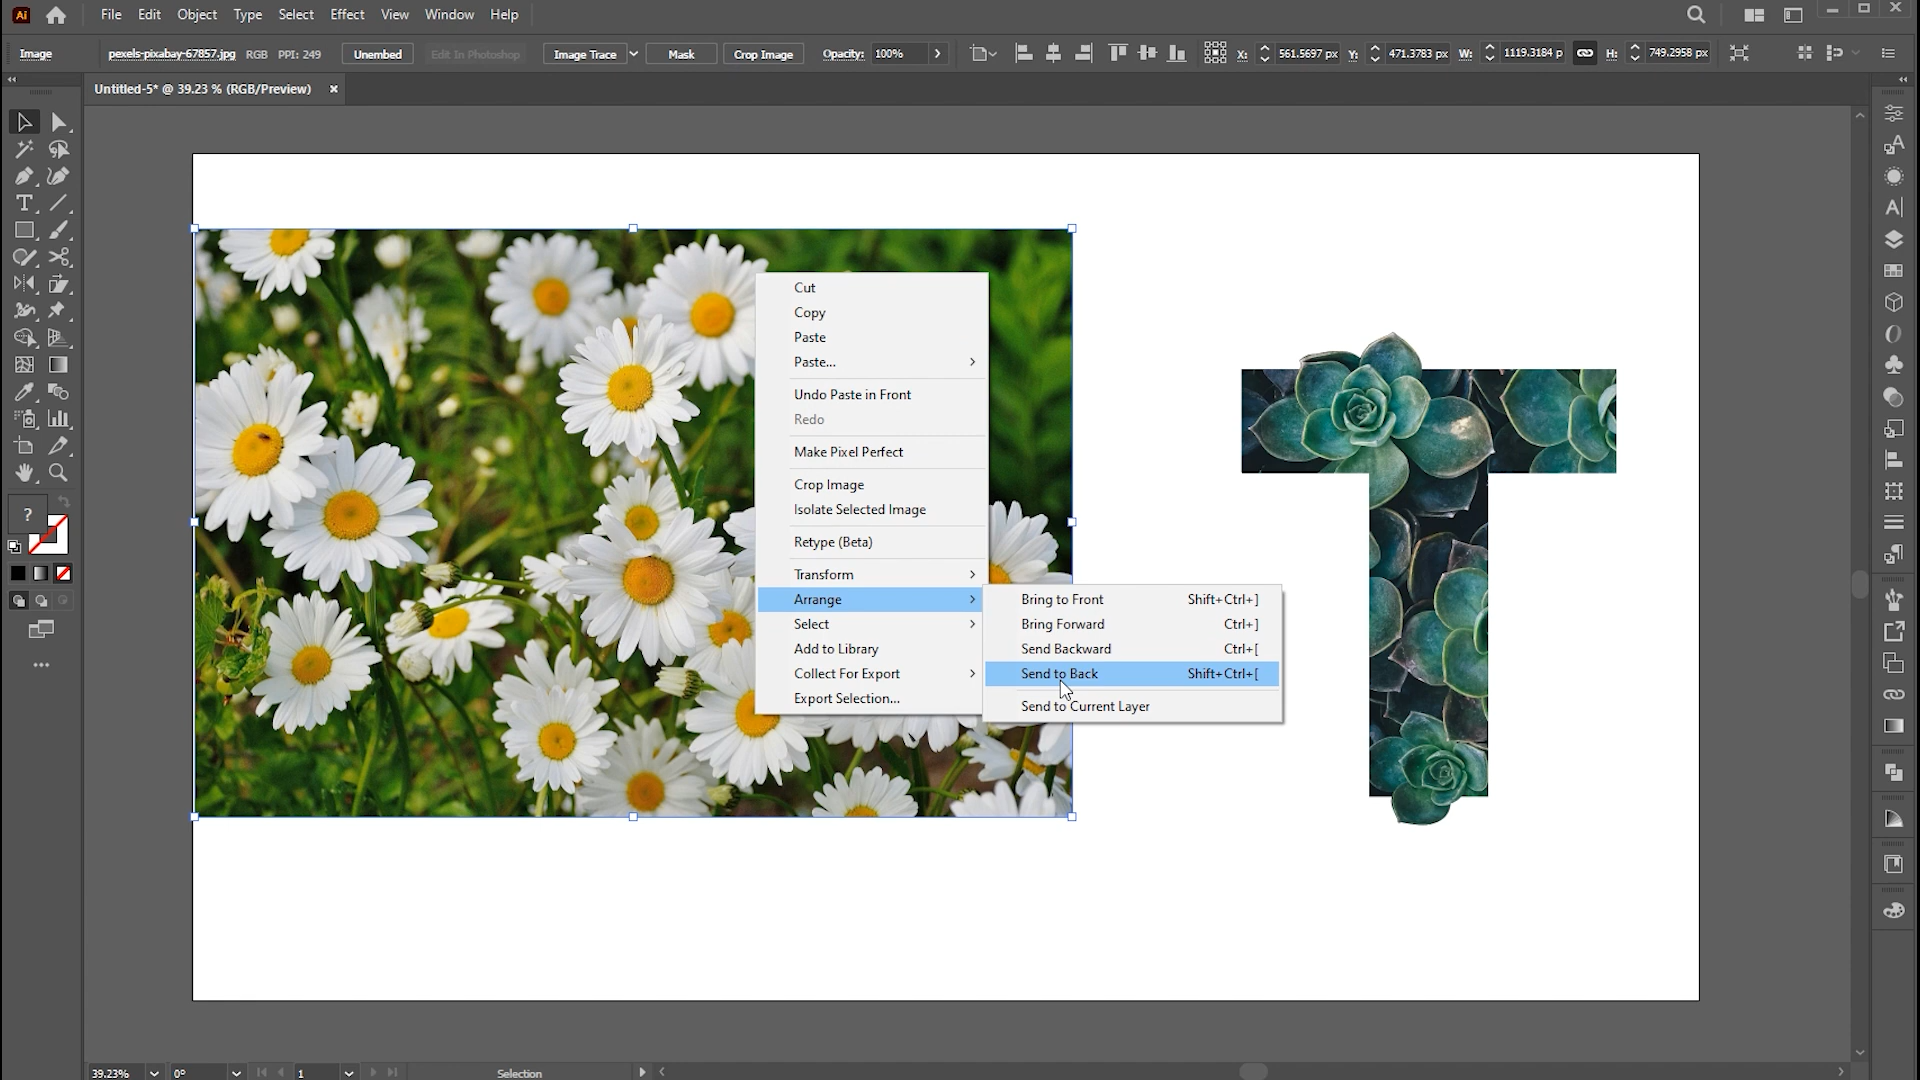 Ai File Edit Object Type Select Effect View Window Help
Image pexels-pixabay-67857.jpg RGB PPI: 249 Unembed Edit In Photoshop Image Trace Mask Crop Image Opacity: 100% X: 561.5697 px Y: 471.3783 px W: 1119.3184 p H: 749.2958 px
Untitled-5* @ 39.23 % (RGB/Preview) ×
Cut
Copy
Paste
Paste...
Undo Paste in Front
Redo
Make Pixel Perfect
Crop Image
Isolate Selected Image
Retype (Beta)
Transform
Arrange
Select
Add to Library
Collect For Export
Export Selection...
Bring to Front Shift+Ctrl+]
Bring Forward Ctrl+]
Send Backward Ctrl+[
Send to Back Shift+Ctrl+[
Send to Current Layer
T
?
39.23% 0° 1 Selection